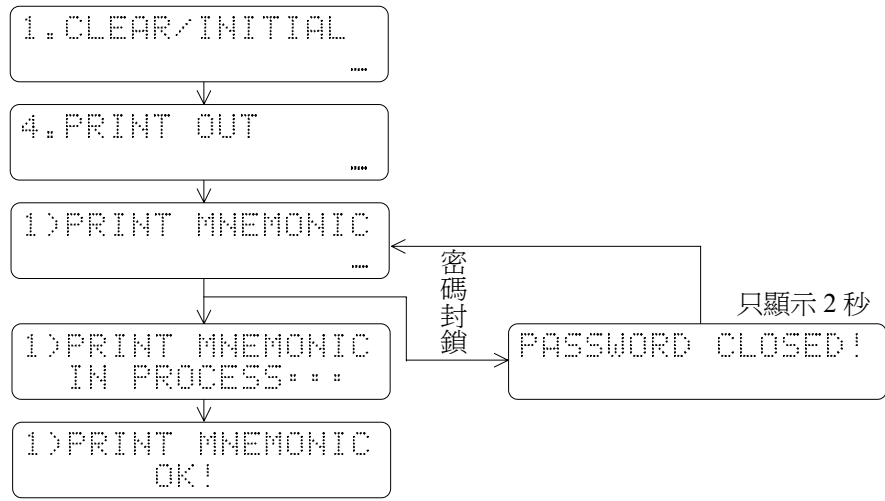 1.CLEAR/INITIAL
.....
4.PRINT OUT
.....
1)PRINT MNEMONIC
.....
密碼封鎖
只顯示 2 秒
1)PRINT MNEMONIC
IN PROCESS...
PASSWORD CLOSED!
1)PRINT MNEMONIC
OK!